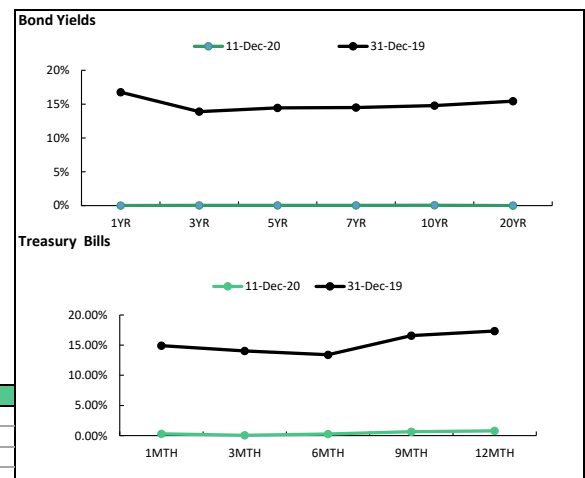 Bond Yields
11-Dec-20 31-Dec-19
20%
15%
10%
5%
0%
1YR 3YR 5YR 7YR 10YR 20YR
Treasury Bills
11-Dec-20 31-Dec-19
20.00%
15.00%
10.00%
5.00%
0.00%
1MTH 3MTH 6MTH 9MTH 12MTH